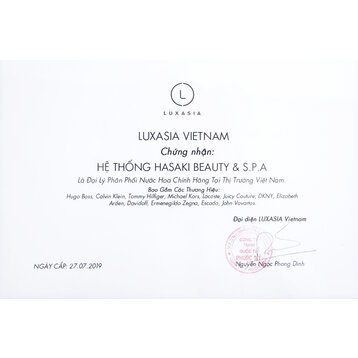 L
LUXASIA
LUXASIA VIETNAM
Chứng nhận:
HỆ THỐNG HASAKI BEAUTY & S.P.A
Là Đại Lý Phân Phối Nước Hoa Chính Hãng Tại Thị Trường Việt Nam
Bao Gồm Các Thương Hiệu:
Hugo Boss, Calvin Klein, Tommy Hilfiger, Michael Kors, Lacoste, Juicy Couture, DKNY, Elizabeth
Arden, Davidoff, Ermenegildo Zegna, Escada, John Varvatos.
Đại diện LUXASIA Vietnam
CÔNG TY
Nguyễn Ngọc Phong Dinh
NGÀY CẤP: 27.07.2019